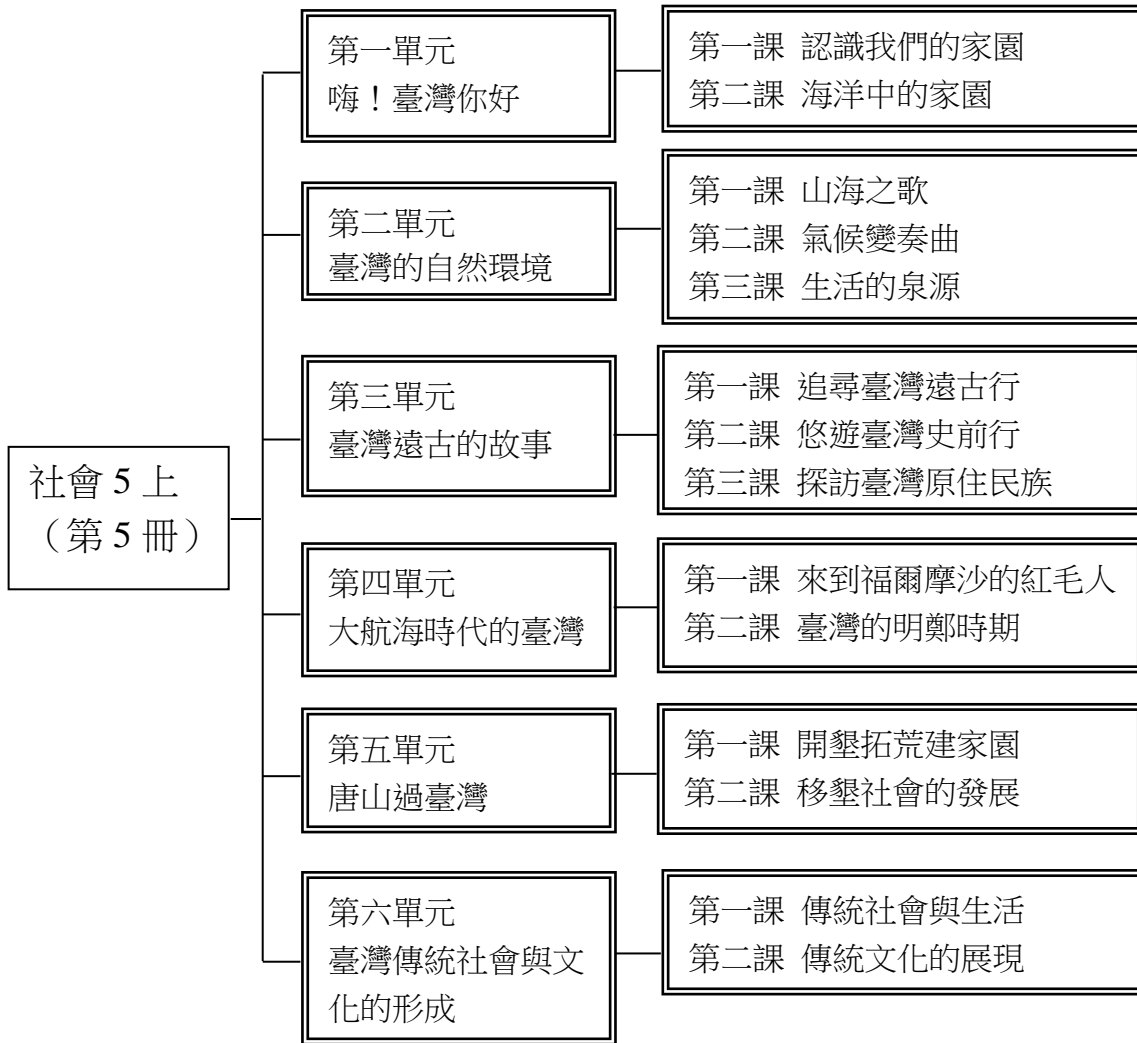 社會 5 上
（第 5 冊）
第一單元
嗨！臺灣你好
第一課 認識我們的家園
第二課 海洋中的家園
第二單元
臺灣的自然環境
第一課 山海之歌
第二課 氣候變奏曲
第三課 生活的泉源
第三單元
臺灣遠古的故事
第一課 追尋臺灣遠古行
第二課 悠遊臺灣史前行
第三課 探訪臺灣原住民族
第四單元
大航海時代的臺灣
第一課 來到福爾摩沙的紅毛人
第二課 臺灣的明鄭時期
第五單元
唐山過臺灣
第一課 開墾拓荒建家園
第二課 移墾社會的發展
第六單元
臺灣傳統社會與文
化的形成
第一課 傳統社會與生活
第二課 傳統文化的展現